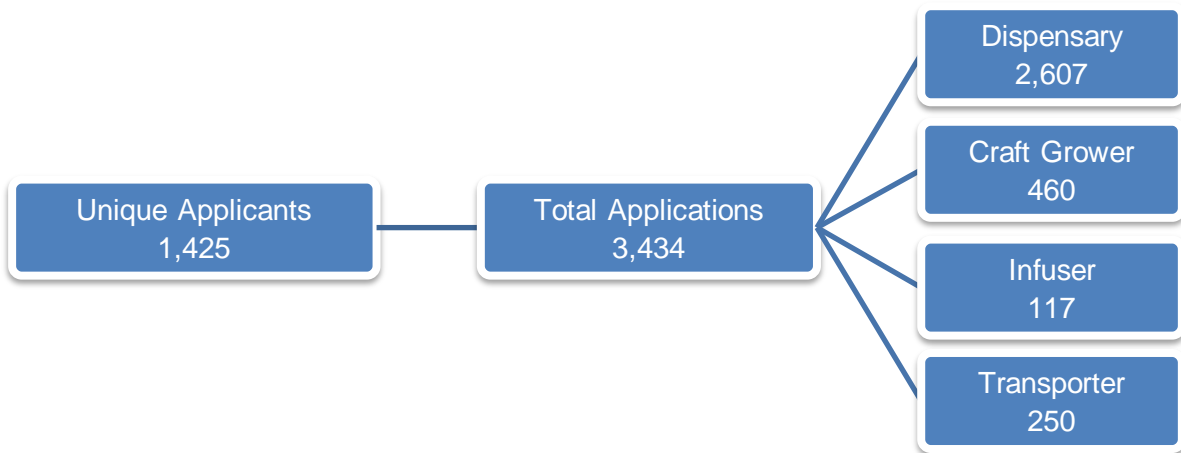 Unique Applicants
1,425
Total Applications
3,434
Dispensary
2,607
Craft Grower
460
Infuser
117
Transporter
250